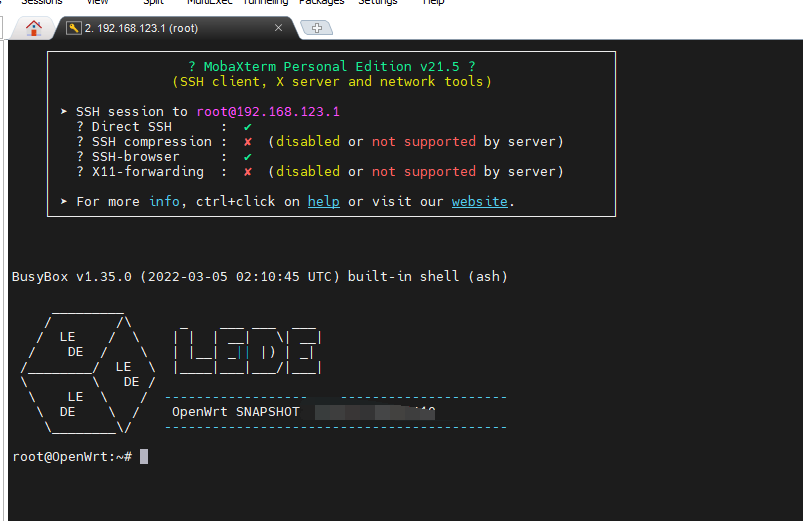 Sessions View Split MultiExec Tunneling Packages Settings Help
2. 192.168.123.1 (root)
? MobaXterm Personal Edition v21.5 ?
(SSH client, X server and network tools)
➤ SSH session to root@192.168.123.1
? Direct SSH : ✔
? SSH compression : ✘ (disabled or not supported by server)
? SSH-browser : ✔
? X11-forwarding : ✘ (disabled or not supported by server)
➤ For more info, ctrl+click on help or visit our website.
BusyBox v1.35.0 (2022-03-05 02:10:45 UTC) built-in shell (ash)
LE
DE
LE
DE
LE
DE
LEDE
OpenWrt SNAPSHOT
root@OpenWrt:~#